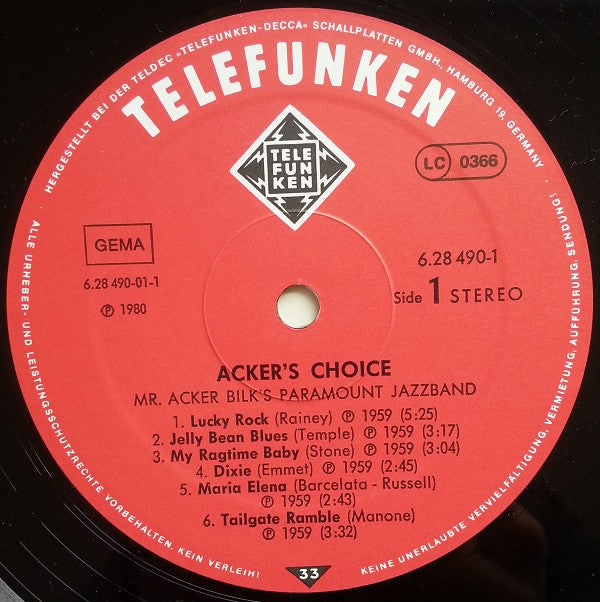 HERGESTELLT BEI DER TELDEC »TELEFUNKEN-DECCA« SCHALLPLATTEN GMBH., HAMBURG 19, GERMANY
TELEFUNKEN
TELE
FUN
KEN
LC 0366
GEMA
6.28 490-01-1
℗ 1980
6.28 490-1
Side 1 STEREO
ACKER'S CHOICE
MR. ACKER BILK'S PARAMOUNT JAZZBAND
1. Lucky Rock (Rainey) ℗ 1959 (5:25)
2. Jelly Bean Blues (Temple) ℗ 1959 (3:17)
3. My Ragtime Baby (Stone) ℗ 1959 (3:04)
4. Dixie (Emmet) ℗ 1959 (2:45)
5. Maria Elena (Barcelata - Russell)
℗ 1959 (2:43)
6. Tailgate Ramble (Manone)
℗ 1959 (3:32)
33
ALLE URHEBER- UND LEISTUNGSSCHUTZRECHTE VORBEHALTEN. KEIN VERLEIH!
KEINE UNERLAUBTE VERVIELFÄLTIGUNG, VERMIETUNG, AUFFÜHRUNG, SENDUNG!